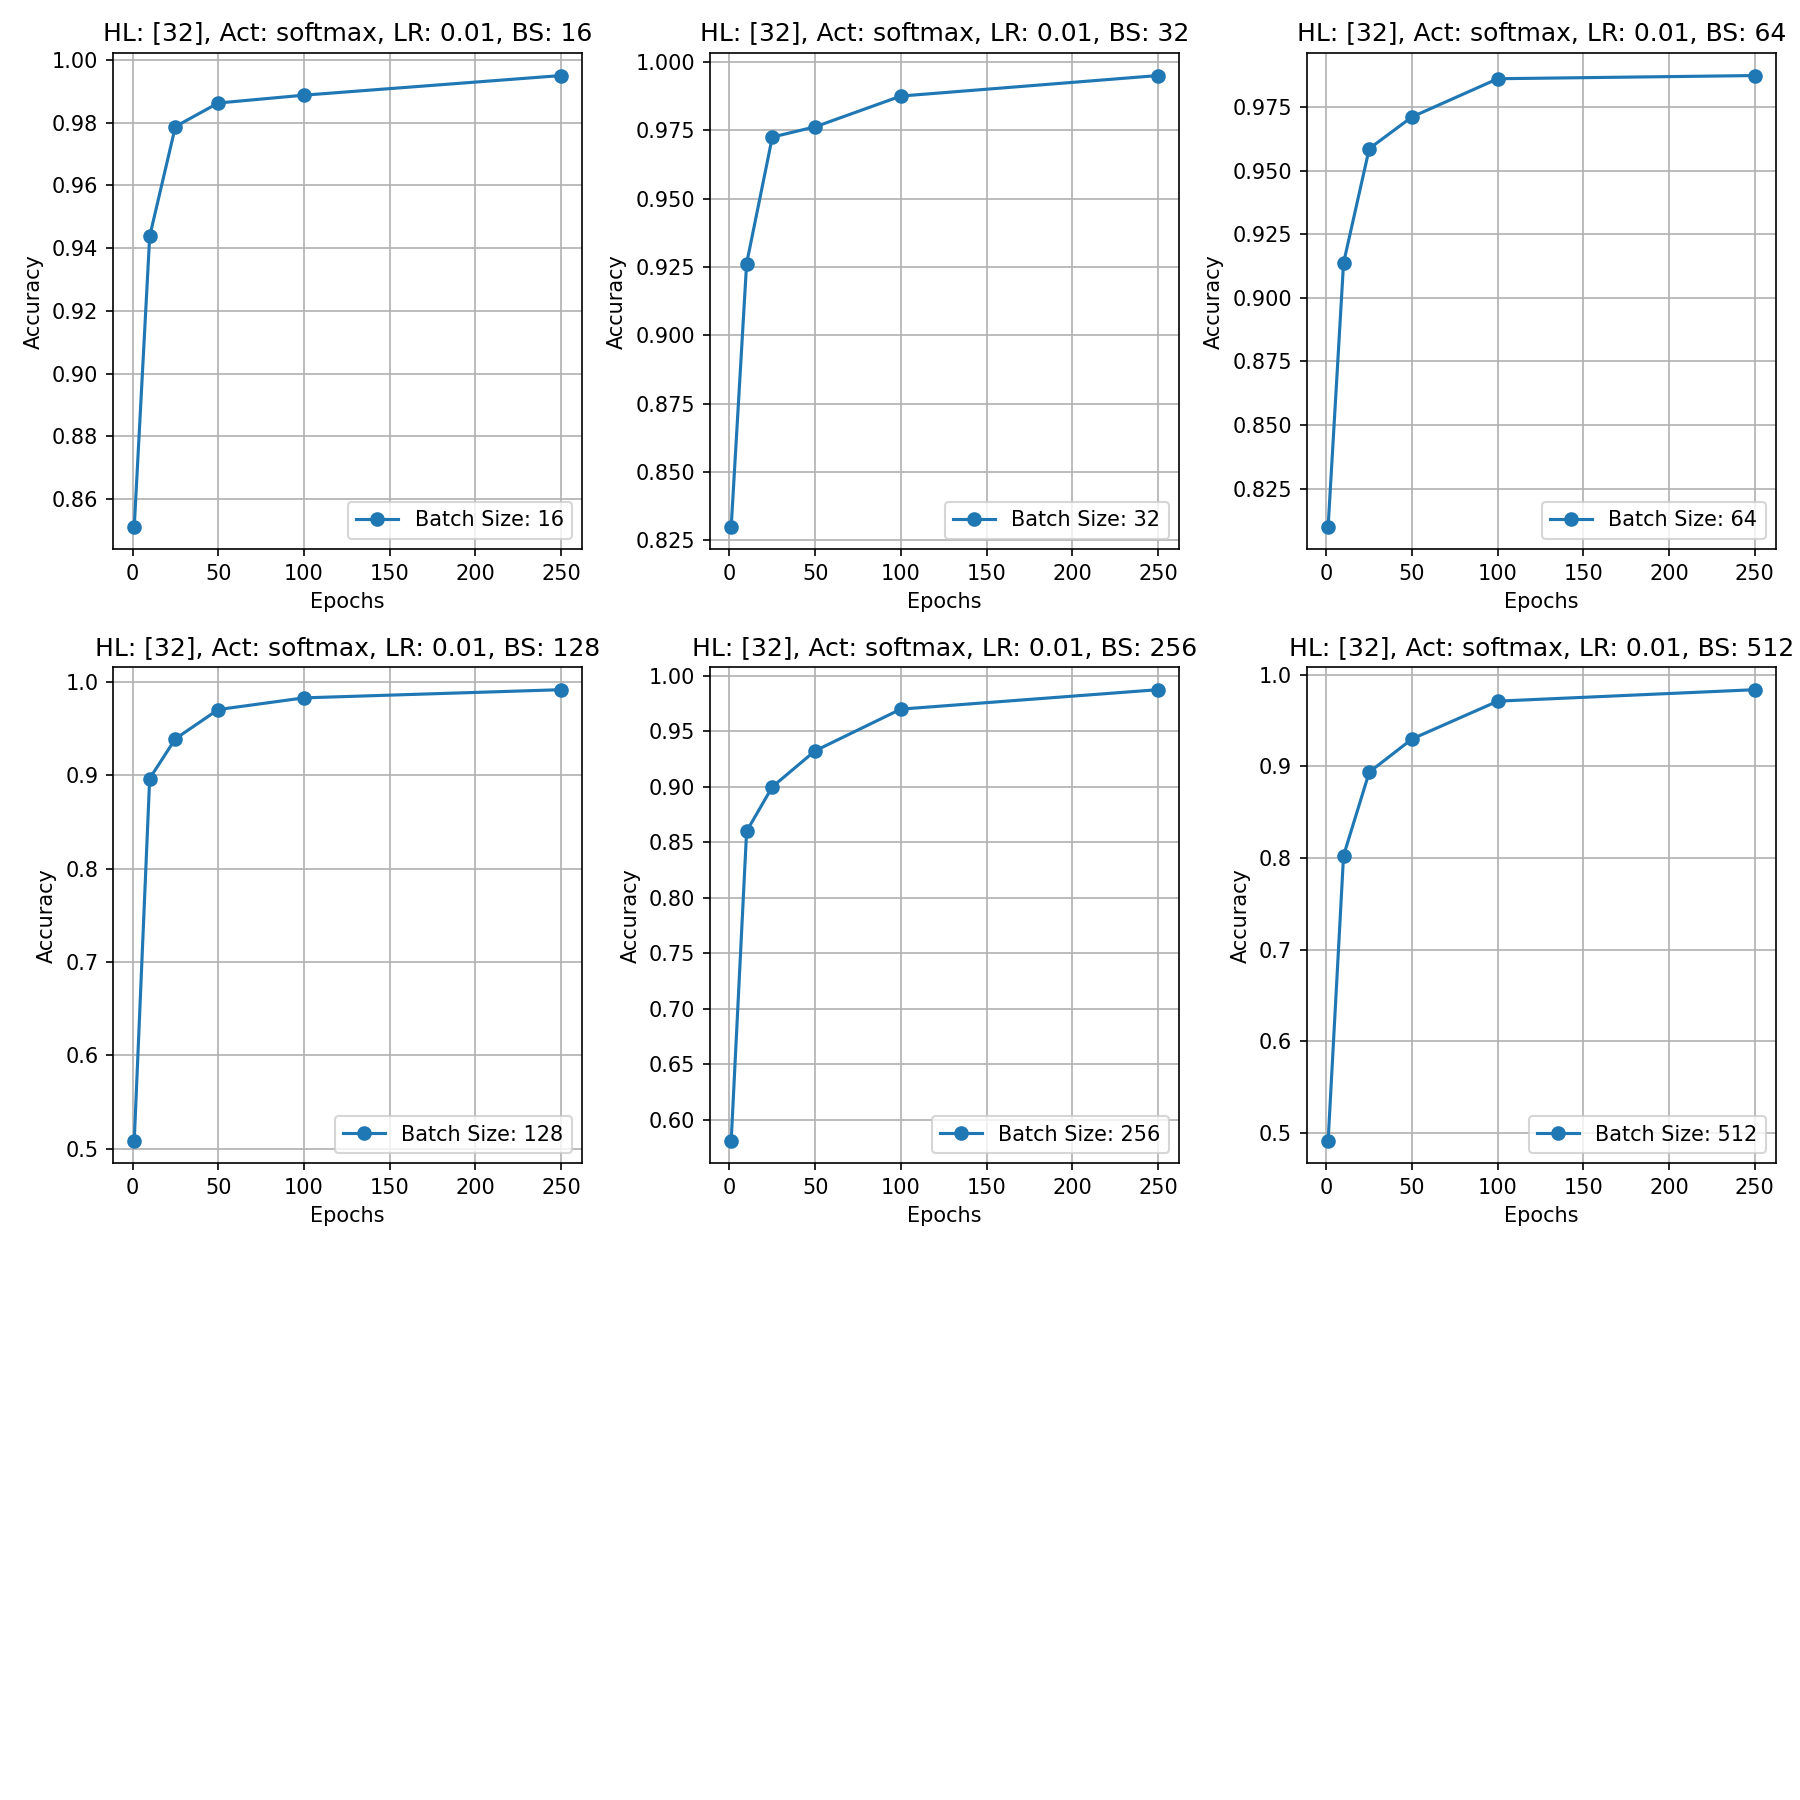 HL: [32], Act: softmax, LR: 0.01, BS: 16
1.00
0.98
0.96
0.94
0.92
0.90
0.88
0.86
Accuracy
Batch Size: 16
0 50 100 150 200 250
Epochs
HL: [32], Act: softmax, LR: 0.01, BS: 32
1.000
0.975
0.950
0.925
0.900
0.875
0.850
0.825
Accuracy
Batch Size: 32
0 50 100 150 200 250
Epochs
HL: [32], Act: softmax, LR: 0.01, BS: 64
0.975
0.950
0.925
0.900
0.875
0.850
0.825
Accuracy
Batch Size: 64
0 50 100 150 200 250
Epochs
HL: [32], Act: softmax, LR: 0.01, BS: 128
1.0
0.9
0.8
0.7
0.6
0.5
Accuracy
Batch Size: 128
0 50 100 150 200 250
Epochs
HL: [32], Act: softmax, LR: 0.01, BS: 256
1.00
0.95
0.90
0.85
0.80
0.75
0.70
0.65
0.60
Accuracy
Batch Size: 256
0 50 100 150 200 250
Epochs
HL: [32], Act: softmax, LR: 0.01, BS: 512
1.0
0.9
0.8
0.7
0.6
0.5
Accuracy
Batch Size: 512
0 50 100 150 200 250
Epochs